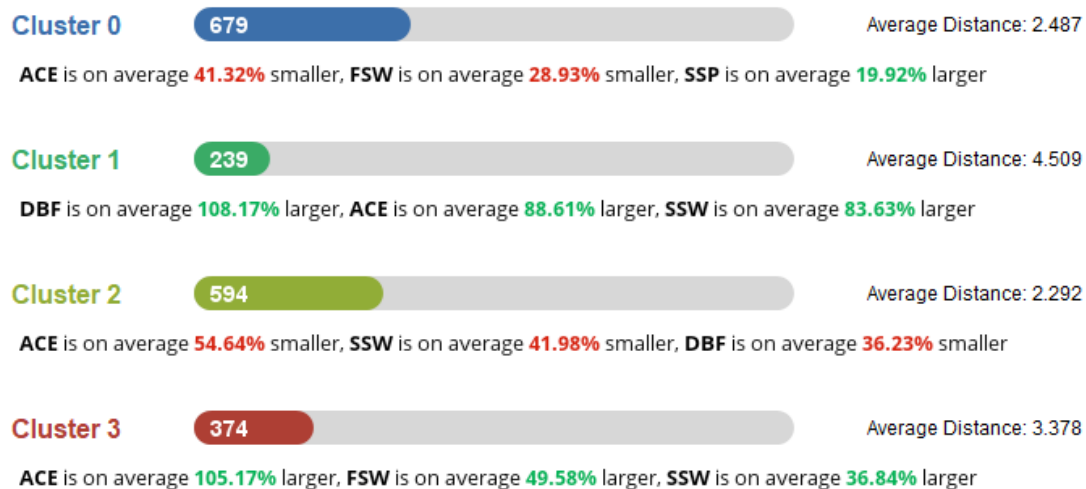 Cluster 0 679 Average Distance: 2.487
ACE is on average 41.32% smaller, FSW is on average 28.93% smaller, SSP is on average 19.92% larger
Cluster 1 239 Average Distance: 4.509
DBF is on average 108.17% larger, ACE is on average 88.61% larger, SSW is on average 83.63% larger
Cluster 2 594 Average Distance: 2.292
ACE is on average 54.64% smaller, SSW is on average 41.98% smaller, DBF is on average 36.23% smaller
Cluster 3 374 Average Distance: 3.378
ACE is on average 105.17% larger, FSW is on average 49.58% larger, SSW is on average 36.84% larger